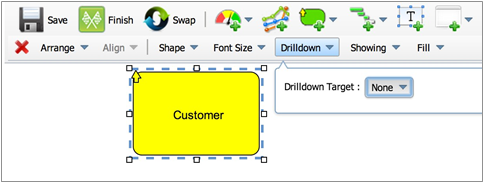 Save Finish Swap T
Arrange Align Shape Font Size Drilldown Showing Fill
Drilldown Target : None
Customer